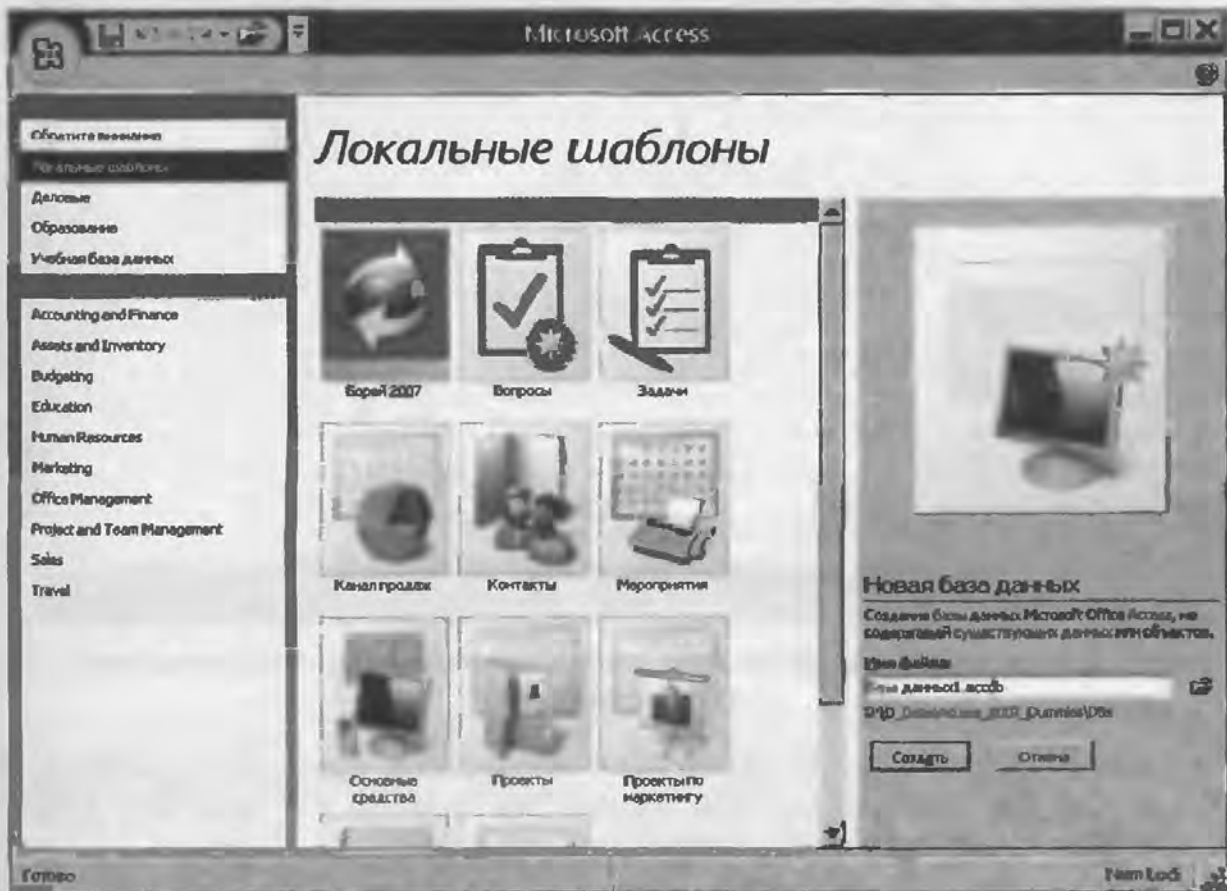 Microsoft Access
Обратите внимание
Локальные шаблоны
Деловые
Образование
Учебная база данных
Accounting and Finance
Assets and Inventory
Budgeting
Education
Human Resources
Marketing
Office Management
Project and Team Management
Sales
Travel
Локальные шаблоны
Борей 2007
Вопросы
Задачи
Канал продаж
Контакты
Мероприятия
Основные
средства
Проекты
Проекты по
маркетингу
Новая база данных
Создание базы данных Microsoft Office Access, не
содержащей существующих данных или объектов.
Имя файла:
данных1.accdb
Создать
Отмена
Готово
Num Lock